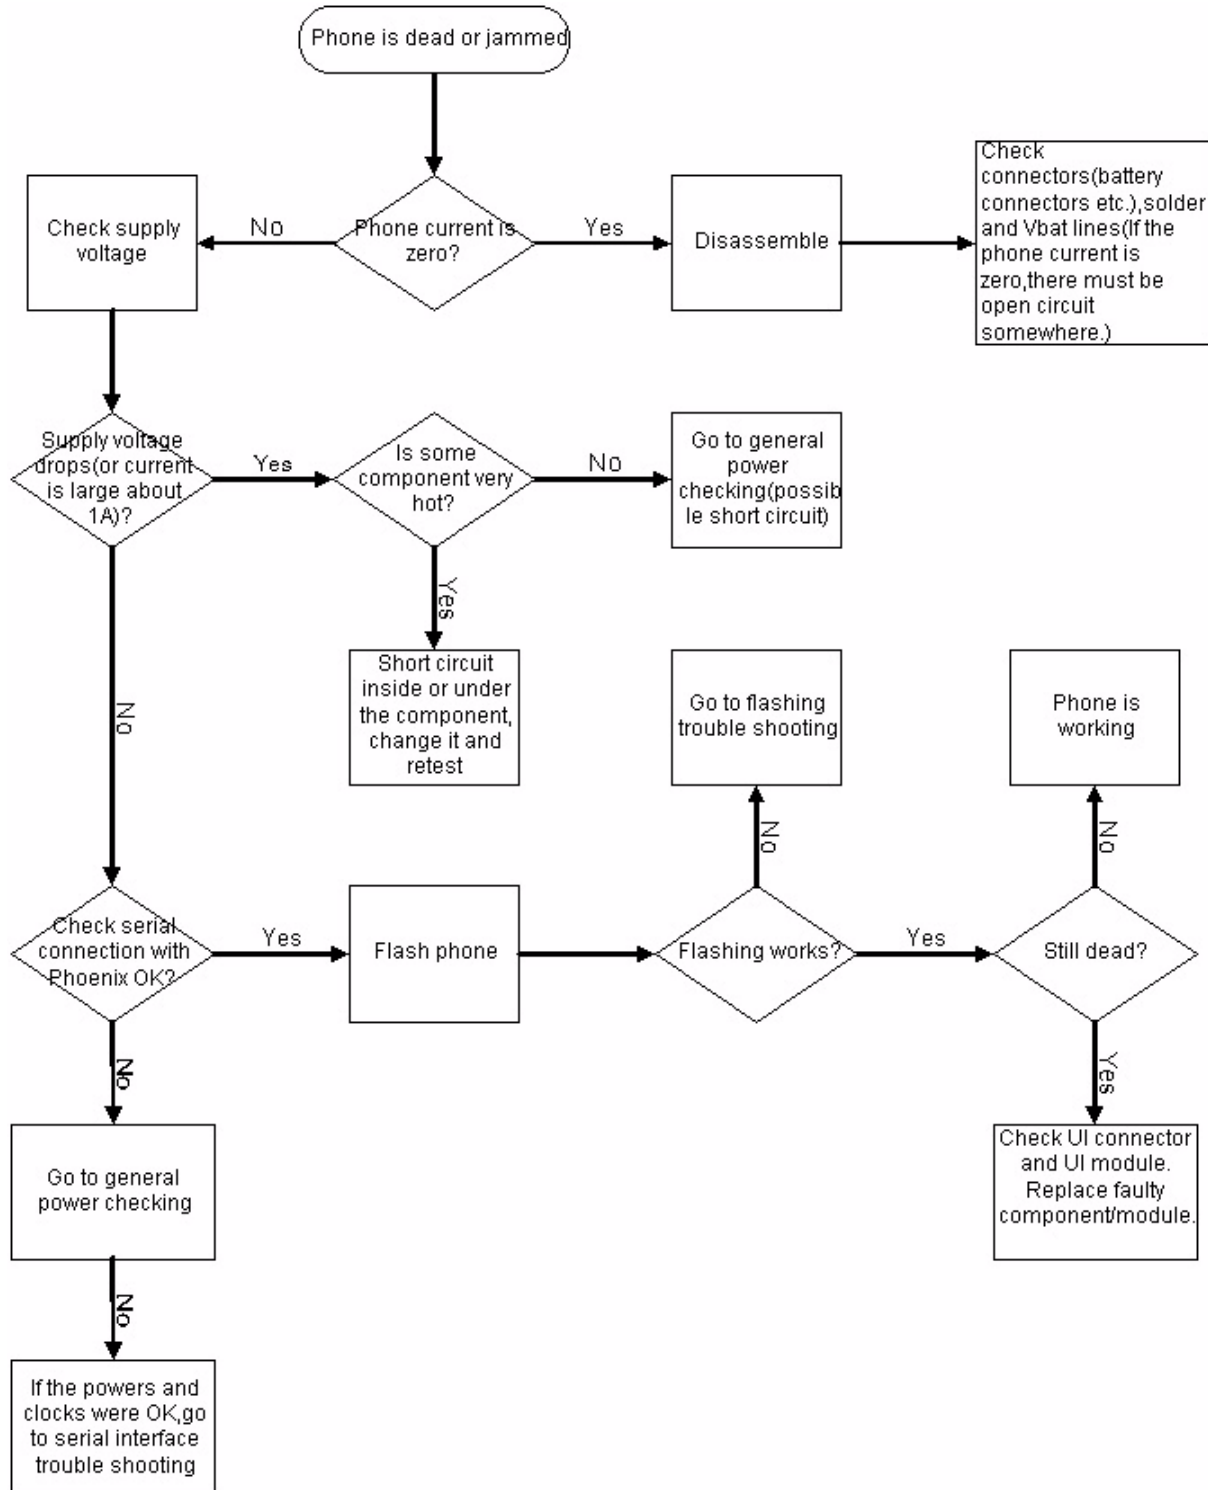 Phone is dead or jammed
Check supply
voltage
No
Phone current is
zero?
Yes
Disassemble
Check
connectors(battery
connectors etc.),solder
and Vbat lines(If the
phone current is
zero,there must be
open circuit
somewhere.)
Supply voltage
drops(or current
is large about
1A)?
Yes
Is some
component very
hot?
No
Go to general
power
checking(possib
le short circuit)
Yes
Short circuit
inside or under
the component,
change it and
retest
No
Go to flashing
trouble shooting
Phone is
working
No
No
Check serial
connection with
Phoenix OK?
Yes
Flash phone
Flashing works?
Yes
Still dead?
No
Yes
Go to general
power checking
Check UI connector
and UI module.
Replace faulty
component/module.
No
If the powers and
clocks were OK,go
to serial interface
trouble shooting